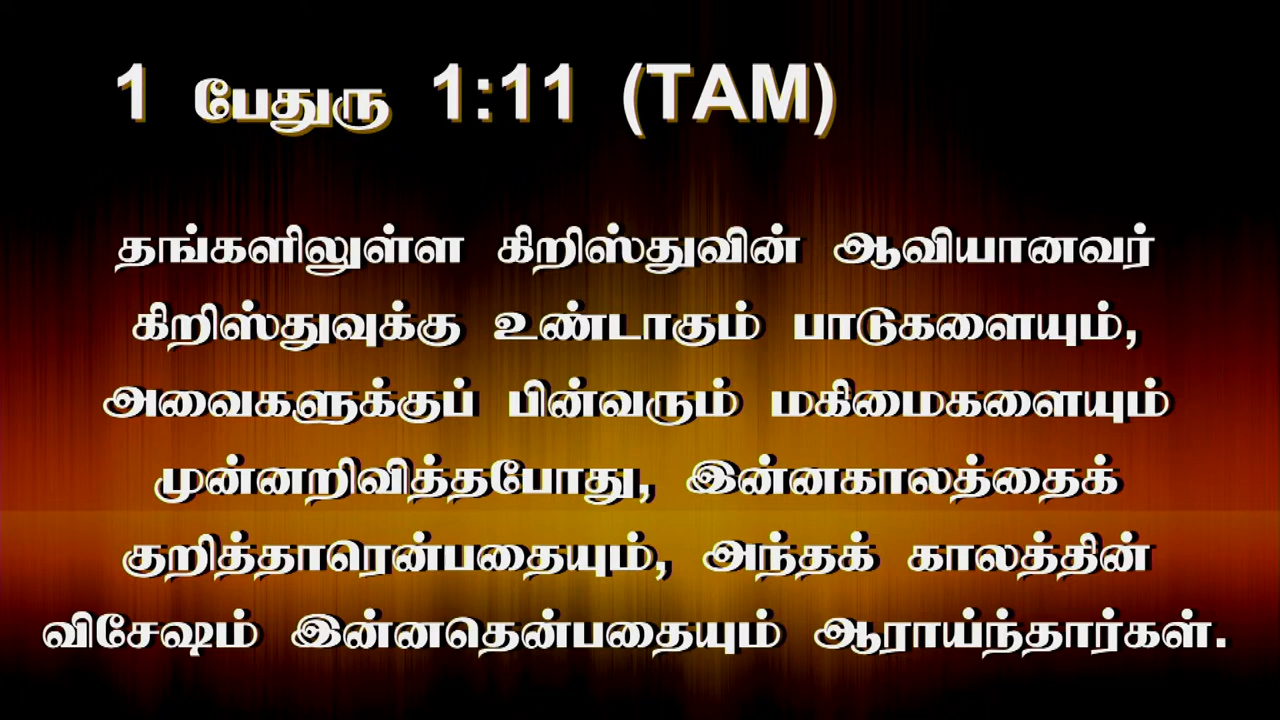 1 பேதுரு 1:11 (TAM)
தங்களிலுள்ள கிறிஸ்துவின் ஆவியானவர்
கிறிஸ்துவுக்கு உண்டாகும் பாடுகளையும்,
அவைகளுக்குப் பின்வரும் மகிமைகளையும்
முன்னறிவித்தபோது, இன்னகாலத்தைக்
குறித்தாரென்பதையும், அந்தக் காலத்தின்
விசேஷம் இன்னதென்பதையும் ஆராய்ந்தார்கள்.